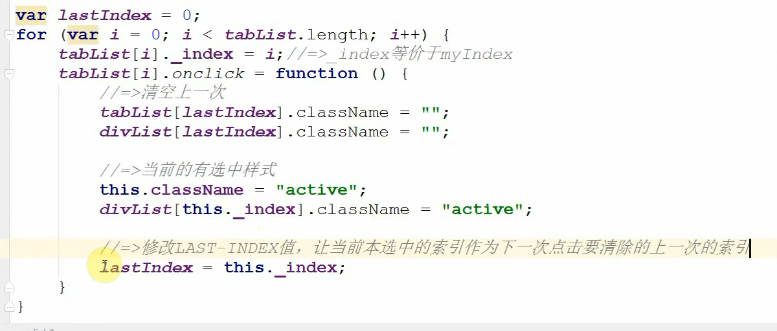 var lastIndex = 0;
for (var i = 0; i < tabList.length; i++) {
tabList[i]._index = i;//=>_index等价于myIndex
tabList[i].onclick = function () {
//=>清空上一次
tabList[lastIndex].className = "";
divList[lastIndex].className = "";
//=>当前的有选中样式
this.className = "active";
divList[this._index].className = "active";
//=>修改LAST-INDEX值，让当前本选中的索引作为下一次点击要清除的上一次的索引
lastIndex = this._index;
}
}